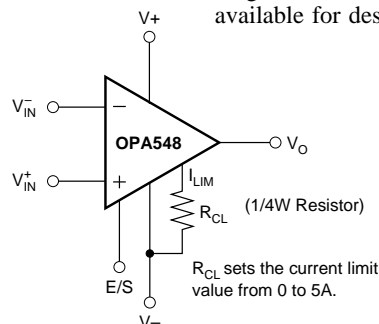 available for des
V+
V−IN
−
OPA548
VO
V+IN
+
ILIM
RCL
(1/4W Resistor)
E/S
RCL sets the current limit
value from 0 to 5A.
V−